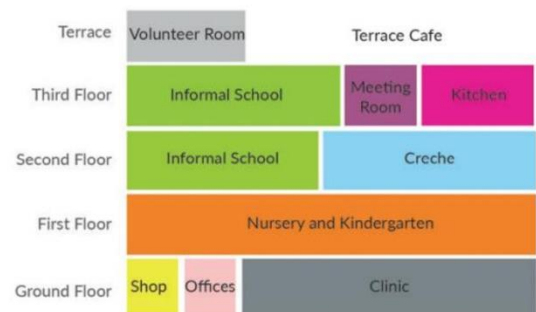 Terrace
Volunteer Room
Terrace Cafe
Third Floor
Informal School
Meeting
Room
Kitchen
Second Floor
Informal School
Creche
First Floor
Nursery and Kindergarten
Ground Floor
Shop
Offices
Clinic